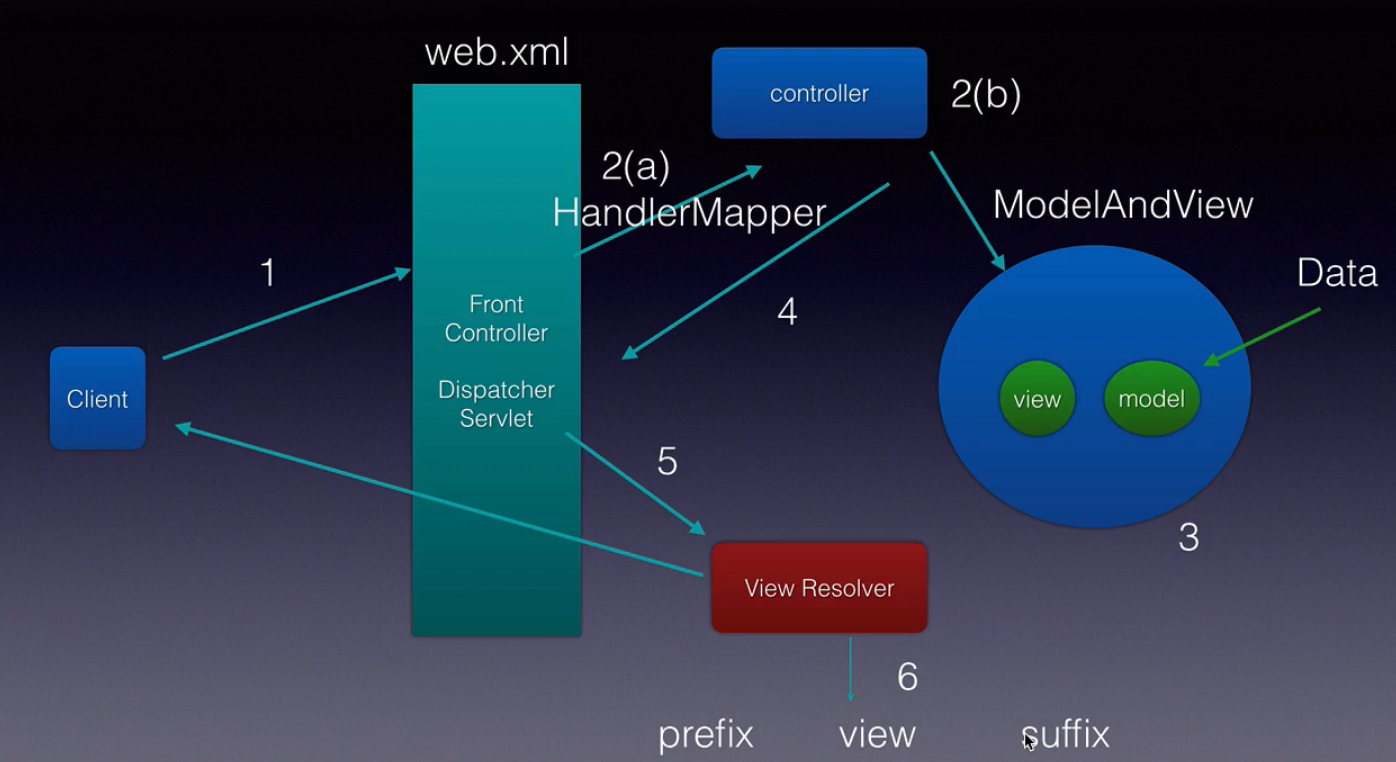 web.xml
controller
2(b)
2(a)
HandlerMapper
ModelAndView
1
Data
Front
Controller
4
Client
Dispatcher
Servlet
view
model
5
3
View Resolver
6
prefix view suffix